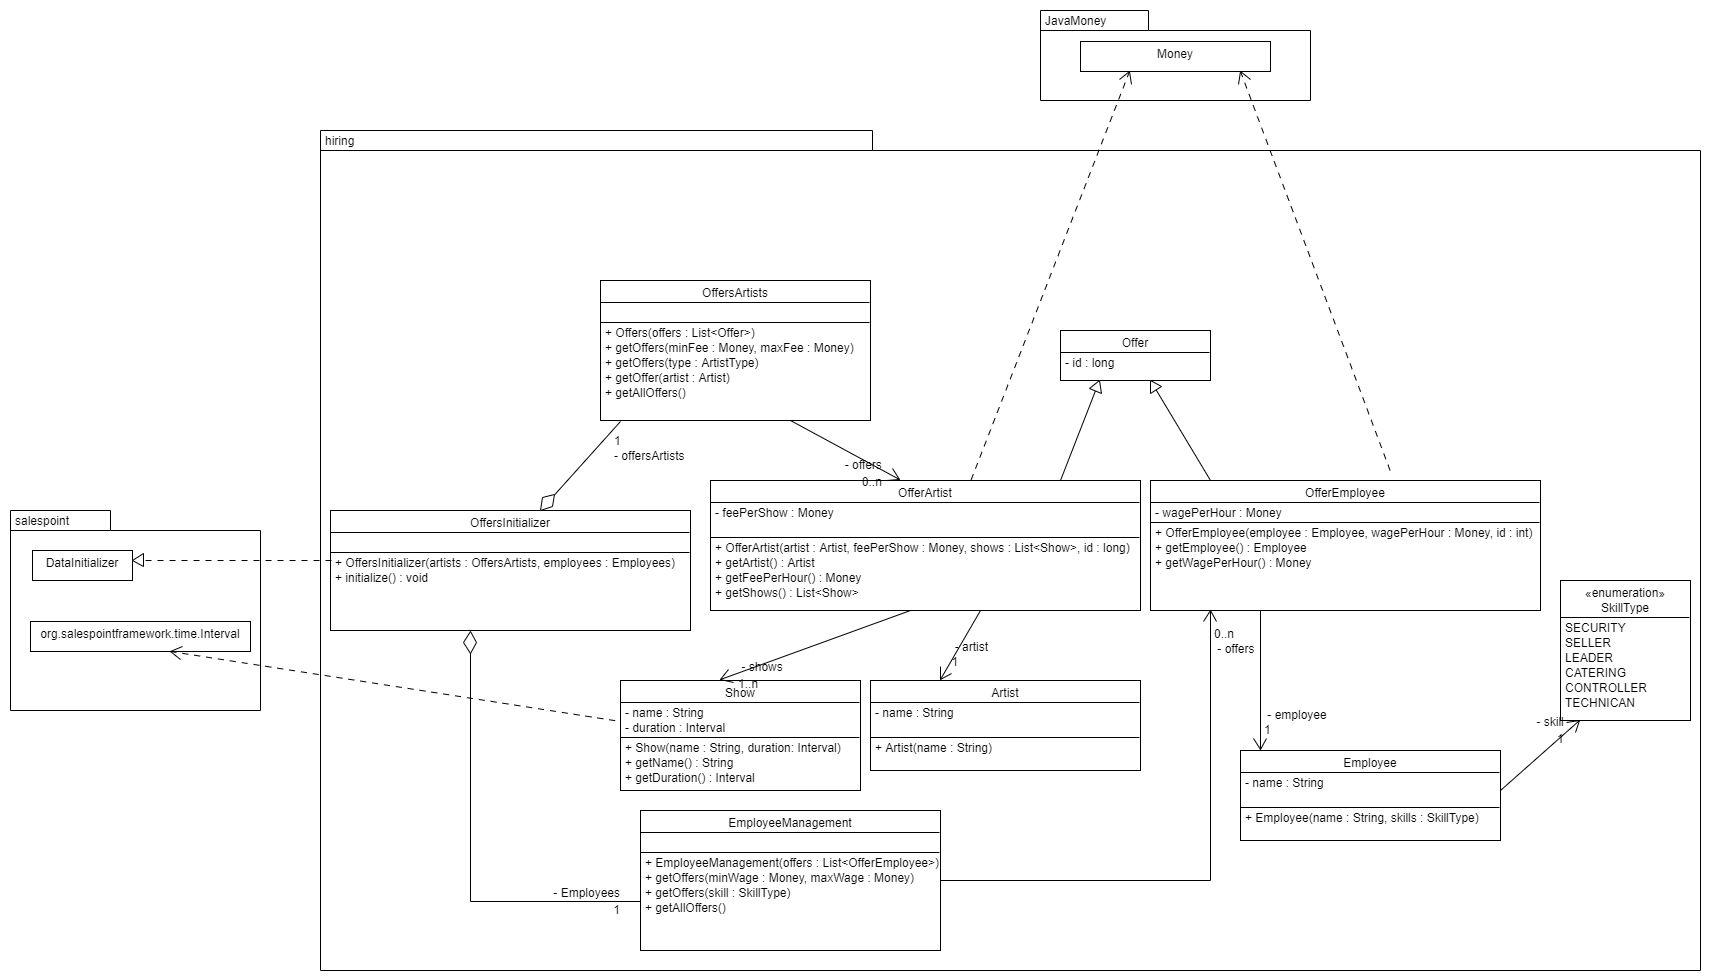 JavaMoney
Money
hiring
OffersArtists
+ Offers(offers : List<Offer>)
+ getOffers(minFee : Money, maxFee : Money)
+ getOffers(type : ArtistType)
+ getOffer(artist : Artist)
+ getAllOffers()
Offer
- id : long
1
- offersArtists
- offers
0..n
OfferArtist
- feePerShow : Money
+ OfferArtist(artist : Artist, feePerShow : Money, shows : List<Show>, id : long)
+ getArtist() : Artist
+ getFeePerHour() : Money
+ getShows() : List<Show>
OfferEmployee
- wagePerHour : Money
+ OfferEmployee(employee : Employee, wagePerHour : Money, id : int)
+ getEmployee() : Employee
+ getWagePerHour() : Money
salespoint
DataInitializer
org.salespointframework.time.Interval
OffersInitializer
+ OffersInitializer(artists : OffersArtists, employees : Employees)
+ initialize() : void
«enumeration»
SkillType
SECURITY
SELLER
LEADER
CATERING
CONTROLLER
TECHNICAN
- shows
1..n
- artist
1
0..n
- offers
Show
- name : String
- duration : Interval
+ Show(name : String, duration: Interval)
+ getName() : String
+ getDuration() : Interval
Artist
- name : String
+ Artist(name : String)
- employee
1
- skill
1
Employee
- name : String
+ Employee(name : String, skills : SkillType)
EmployeeManagement
+ EmployeeManagement(offers : List<OfferEmployee>)
+ getOffers(minWage : Money, maxWage : Money)
+ getOffers(skill : SkillType)
+ getAllOffers()
- Employees
1